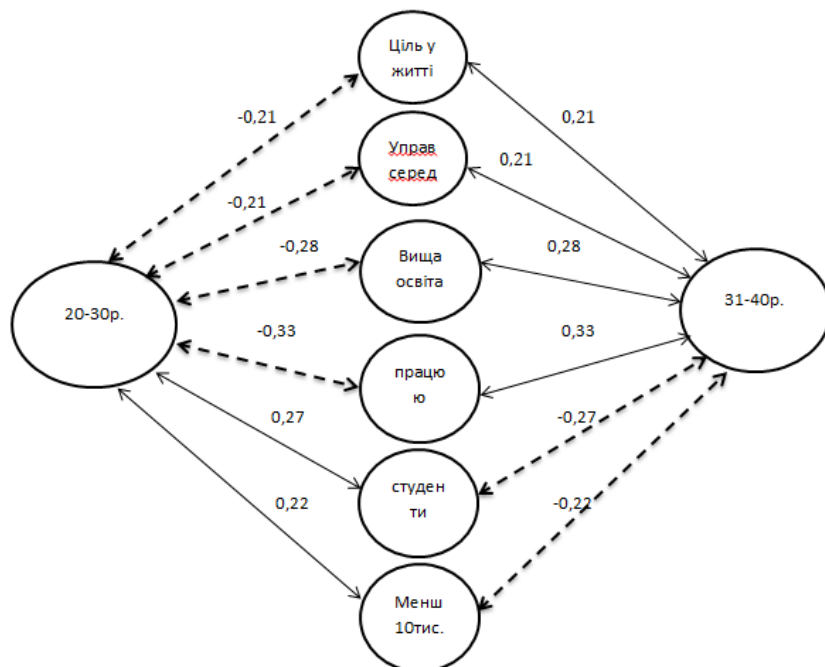 Ціль у
житті
-0,21
0,21
Управ
серед
0,21
-0,21
-0,28
Вища
освіта
0,28
20-30р.
31-40р.
-0,33
0,33
працю
ю
0,27
-0,27
студен
ти
0,22
-0,22
Менш
10тис.